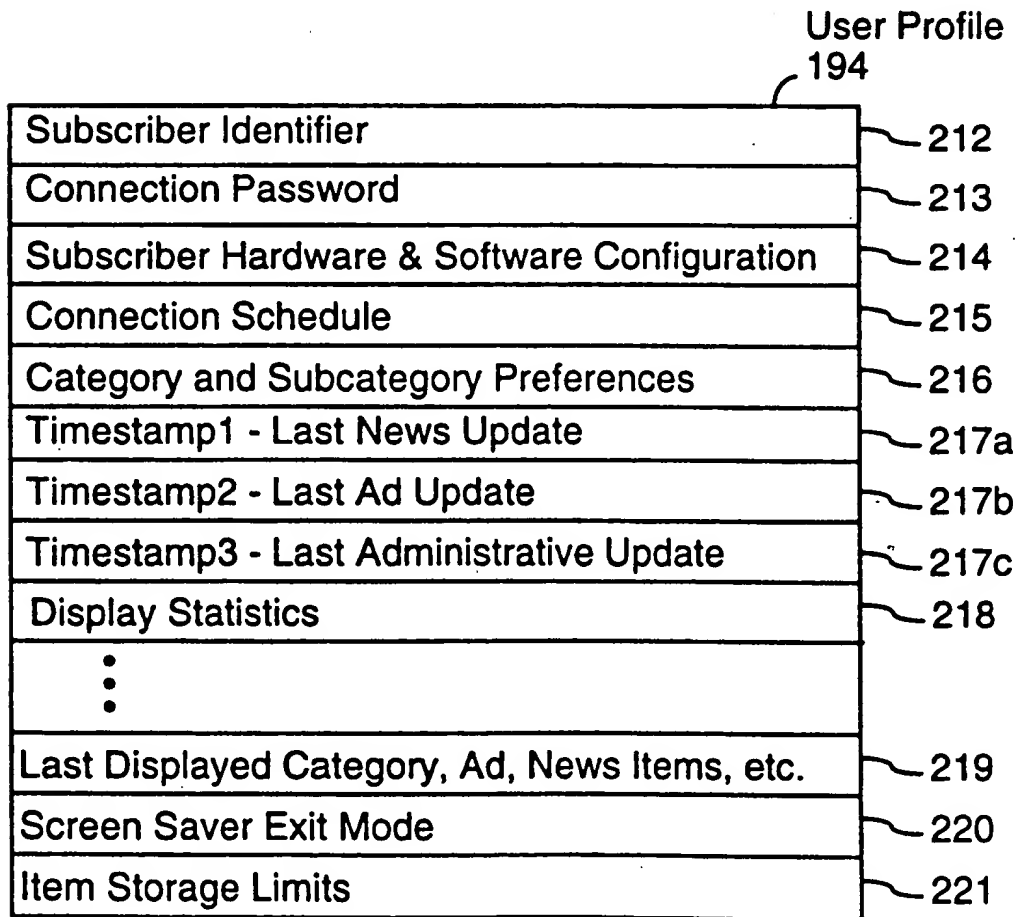 User Profile
194
Subscriber Identifier 212
Connection Password 213
Subscriber Hardware & Software Configuration 214
Connection Schedule 215
Category and Subcategory Preferences 216
Timestamp1 - Last News Update 217a
Timestamp2 - Last Ad Update 217b
Timestamp3 - Last Administrative Update 217c
Display Statistics 218
Last Displayed Category, Ad, News Items, etc. 219
Screen Saver Exit Mode 220
Item Storage Limits 221